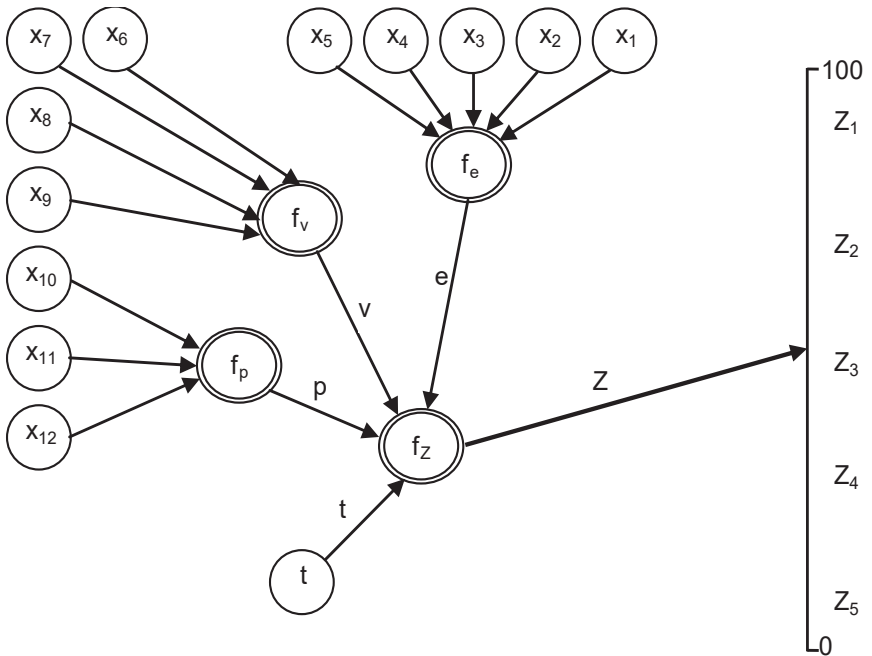 x₇ x₆ x₅ x₄ x₃ x₂ x₁
100
x₈
Z₁
fₑ
x₉
fᵥ
Z₂
x₁₀
e
v
x₁₁
fₚ
Z₃
p
Z
x₁₂
f_Z
Z₄
t
t
Z₅
0